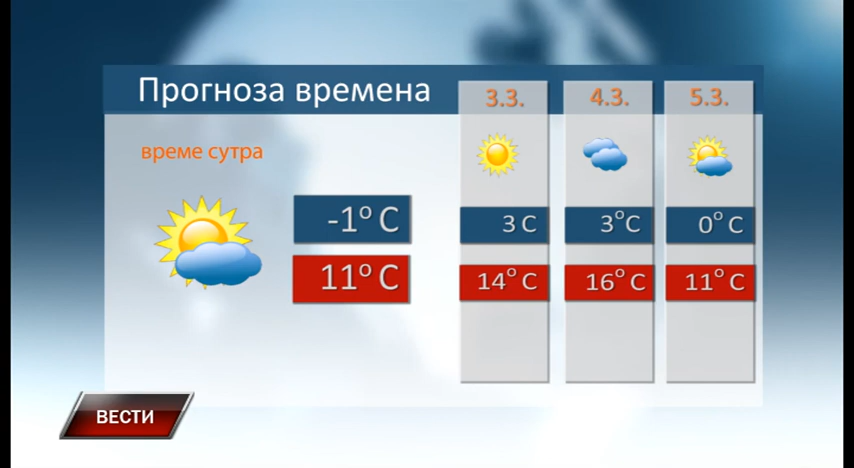 Прогноза времена
време сутра
-1° C
11° C
3.3.
3 C
14° C
4.3.
3°C
16° C
5.3.
0° C
11° C
ВЕСТИ